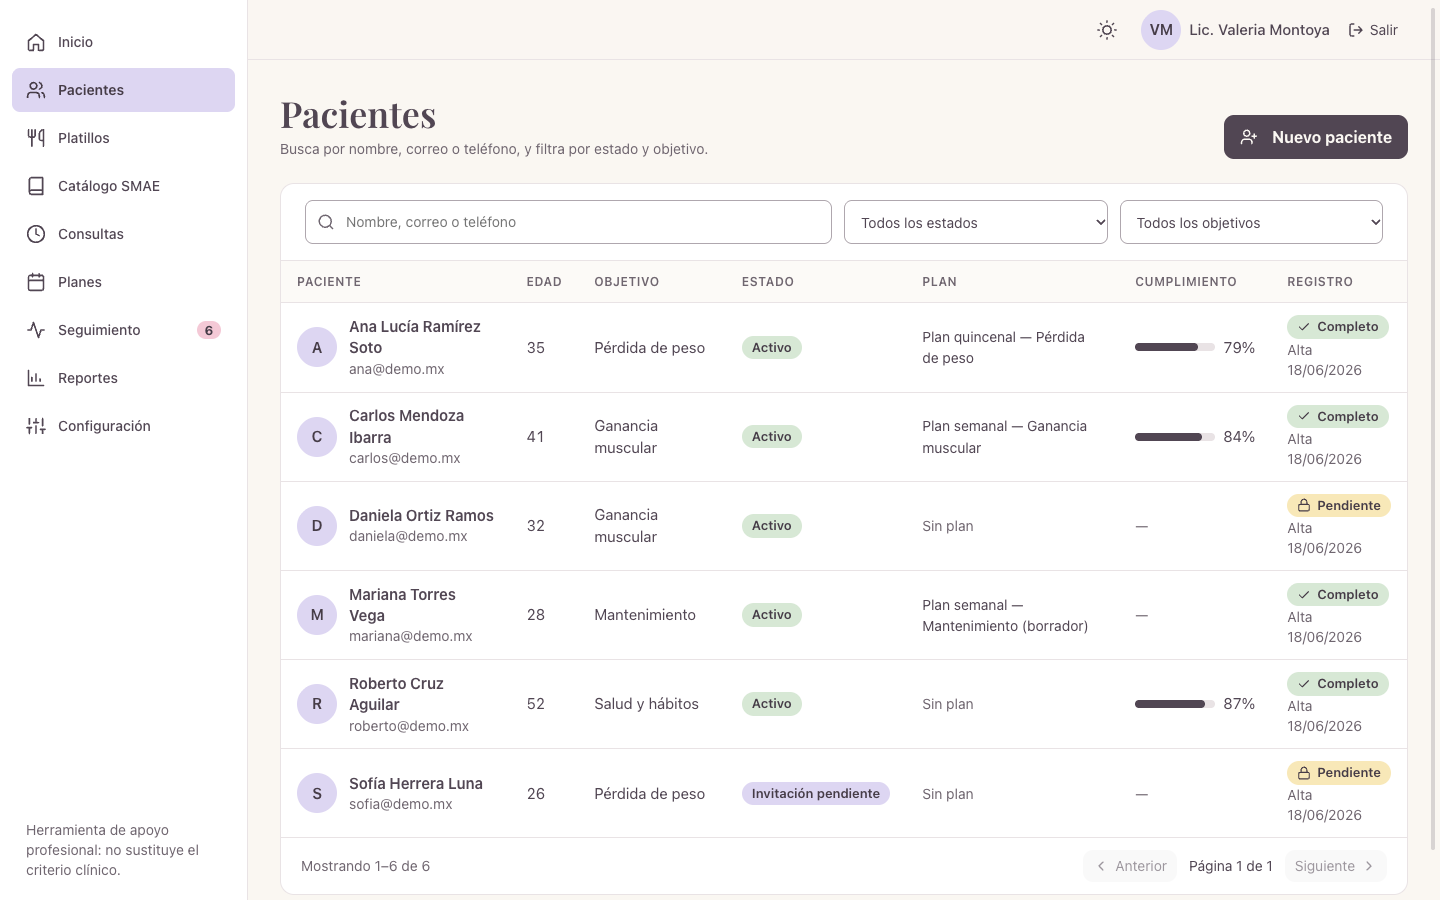 Inicio
Pacientes
Platillos
Catálogo SMAE
Consultas
Planes
Seguimiento 6
Reportes
Configuración
Herramienta de apoyo
profesional: no sustituye el
criterio clínico.
VM Lic. Valeria Montoya Salir
Pacientes
Busca por nombre, correo o teléfono, y filtra por estado y objetivo.
Nuevo paciente
Nombre, correo o teléfono
Todos los estados
Todos los objetivos
PACIENTE EDAD OBJETIVO ESTADO PLAN CUMPLIMIENTO REGISTRO
A
Ana Lucía Ramírez
Soto
ana@demo.mx
35
Pérdida de peso
Activo
Plan quincenal — Pérdida
de peso
79%
Completo
Alta
18/06/2026
C
Carlos Mendoza
Ibarra
carlos@demo.mx
41
Ganancia
muscular
Activo
Plan semanal — Ganancia
muscular
84%
Completo
Alta
18/06/2026
D
Daniela Ortiz Ramos
daniela@demo.mx
32
Ganancia
muscular
Activo
Sin plan
—
Pendiente
Alta
18/06/2026
M
Mariana Torres
Vega
mariana@demo.mx
28
Mantenimiento
Activo
Plan semanal —
Mantenimiento (borrador)
—
Completo
Alta
18/06/2026
R
Roberto Cruz
Aguilar
roberto@demo.mx
52
Salud y hábitos
Activo
Sin plan
87%
Completo
Alta
18/06/2026
S
Sofía Herrera Luna
sofia@demo.mx
26
Pérdida de peso
Invitación pendiente
Sin plan
—
Pendiente
Alta
18/06/2026
Mostrando 1–6 de 6
Anterior
Página 1 de 1
Siguiente